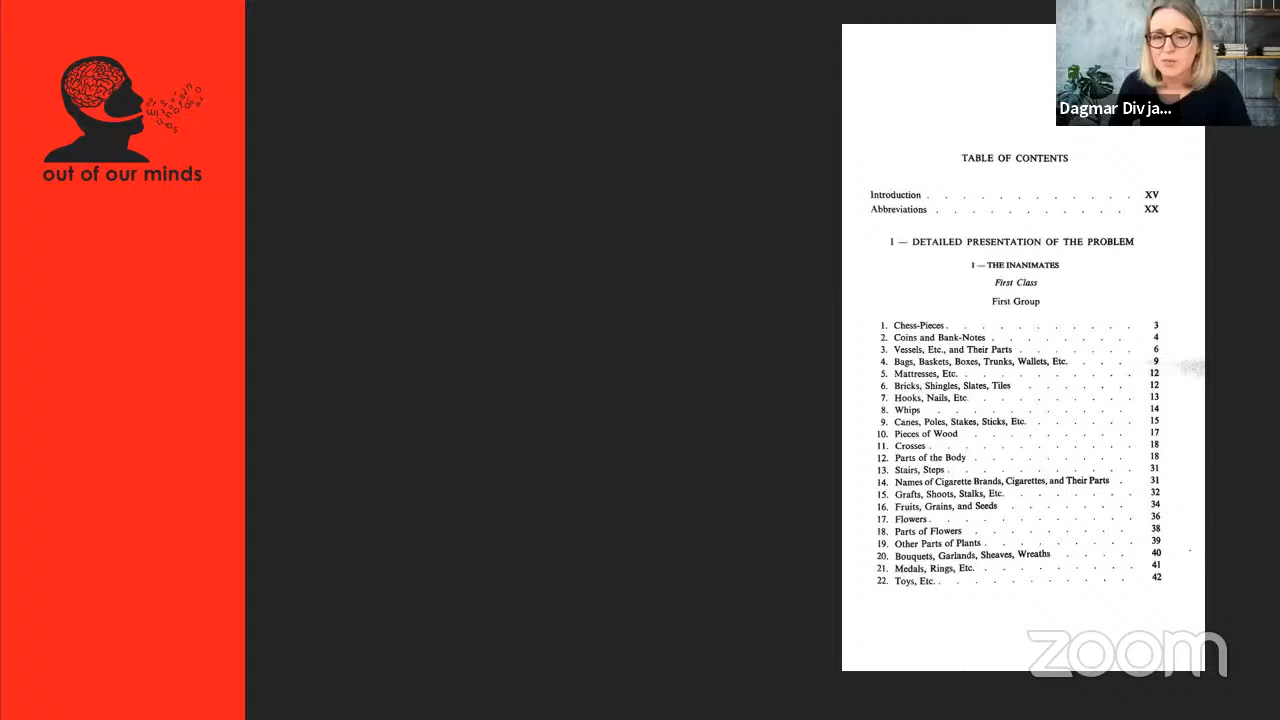 out of our minds
Dagmar Divja...
TABLE OF CONTENTS
Introduction . . . . . . . . . . . XV
Abbreviations . . . . . . . . . . XX
I — DETAILED PRESENTATION OF THE PROBLEM
I — THE INANIMATES
First Class
First Group
1. Chess-Pieces . . . . . . . . . . 3
2. Coins and Bank-Notes . . . . . . . . 4
3. Vessels, Etc., and Their Parts . . . . . . 6
4. Bags, Baskets, Boxes, Trunks, Wallets, Etc. . . . 9
5. Mattresses, Etc. . . . . . . . . . 12
6. Bricks, Shingles, Slates, Tiles . . . . . . 12
7. Hooks, Nails, Etc. . . . . . . . . . 13
8. Whips . . . . . . . . . . 14
9. Canes, Poles, Stakes, Sticks, Etc. . . . . . 15
10. Pieces of Wood . . . . . . . . 17
11. Crosses . . . . . . . . . . 18
12. Parts of the Body . . . . . . . . 18
13. Stairs, Steps . . . . . . . . . 31
14. Names of Cigarette Brands, Cigarettes, and Their Parts . 31
15. Grafts, Shoots, Stalks, Etc. . . . . . . 32
16. Fruits, Grains, and Seeds . . . . . . . 34
17. Flowers . . . . . . . . . . 36
18. Parts of Flowers . . . . . . . . 38
19. Other Parts of Plants . . . . . . . . 39
20. Bouquets, Garlands, Sheaves, Wreaths . . . . 40
21. Medals, Rings, Etc. . . . . . . . . 41
22. Toys, Etc. . . . . . . . . . . 42
zoom